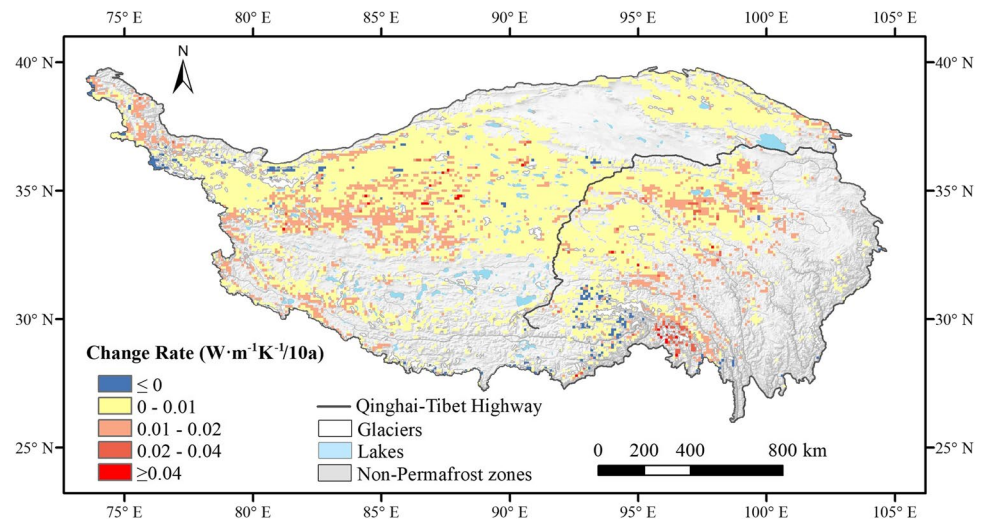 75° E 80° E 85° E 90° E 95° E 100° E 105° E
N
40° N 40° N
35° N 35° N
30° N 30° N
25° N 25° N
Change Rate (W·m⁻¹K⁻¹/10a)
≤ 0
0 - 0.01
0.01 - 0.02
0.02 - 0.04
≥0.04
Qinghai-Tibet Highway
Glaciers
Lakes
Non-Permafrost zones
0 200 400 800 km
75° E 80° E 85° E 90° E 95° E 100° E 105° E